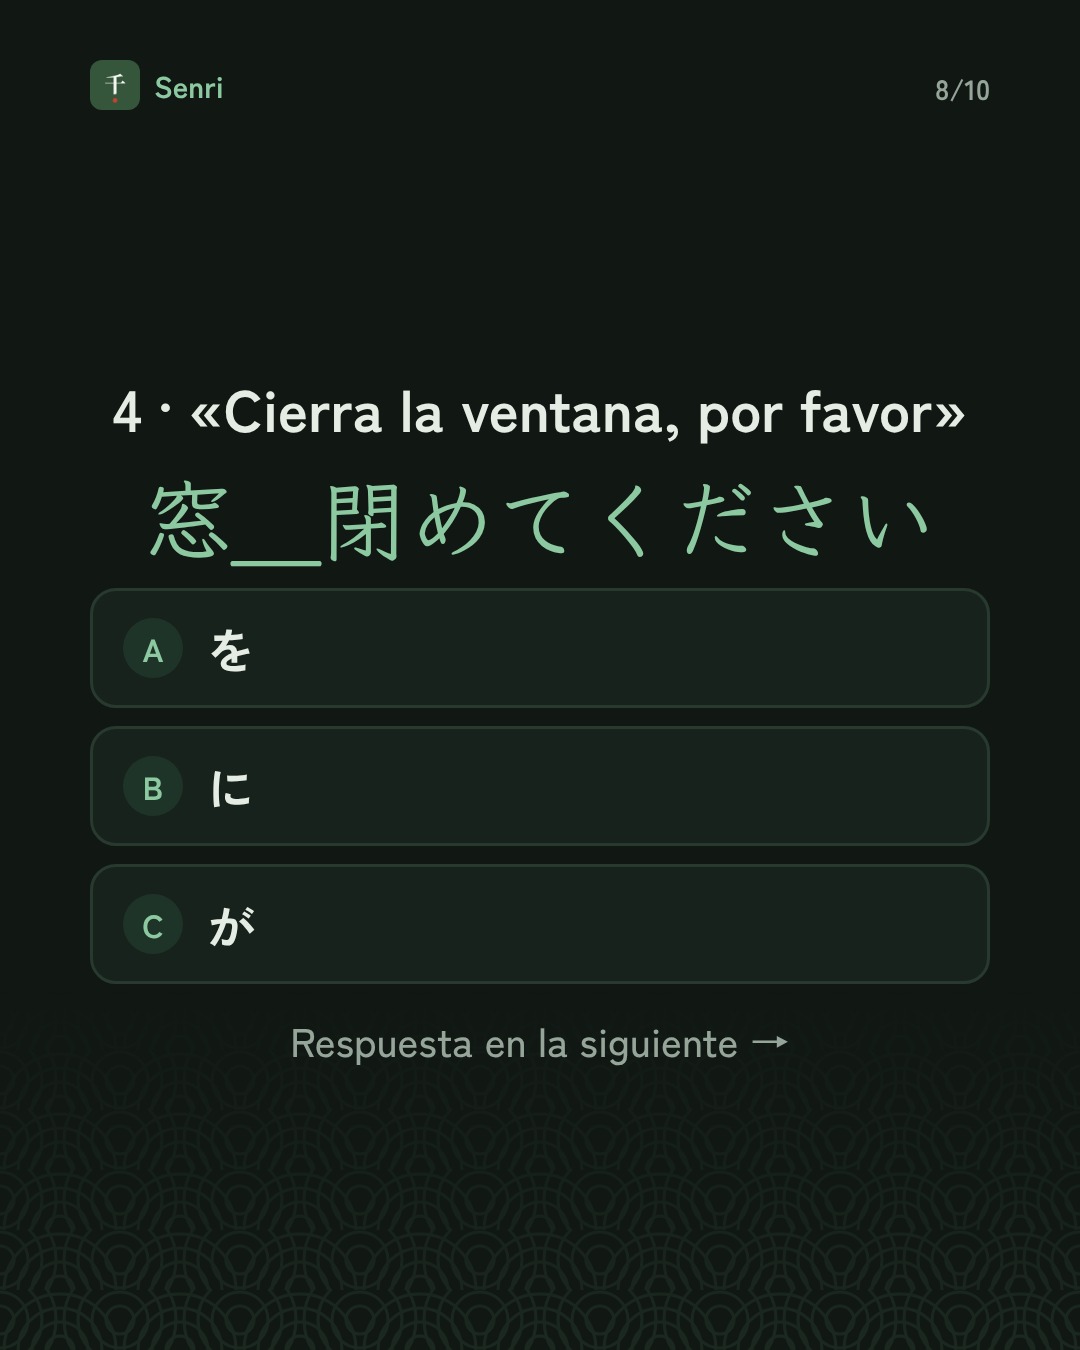 千 Senri
8/10
4 · «Cierra la ventana, por favor»
窓__閉めてください
A を
B に
C が
Respuesta en la siguiente →